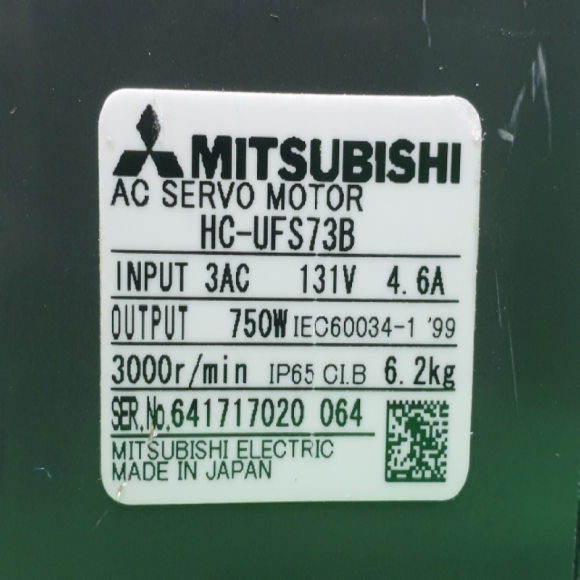 MITSUBISHI
AC SERVO MOTOR
HC-UFS73B
INPUT 3AC 131V 4.6A
OUTPUT 750W IEC60034-1 '99
3000r/min IP65 CI.B 6.2kg
SER.No.641717020 064
MITSUBISHI ELECTRIC
MADE IN JAPAN